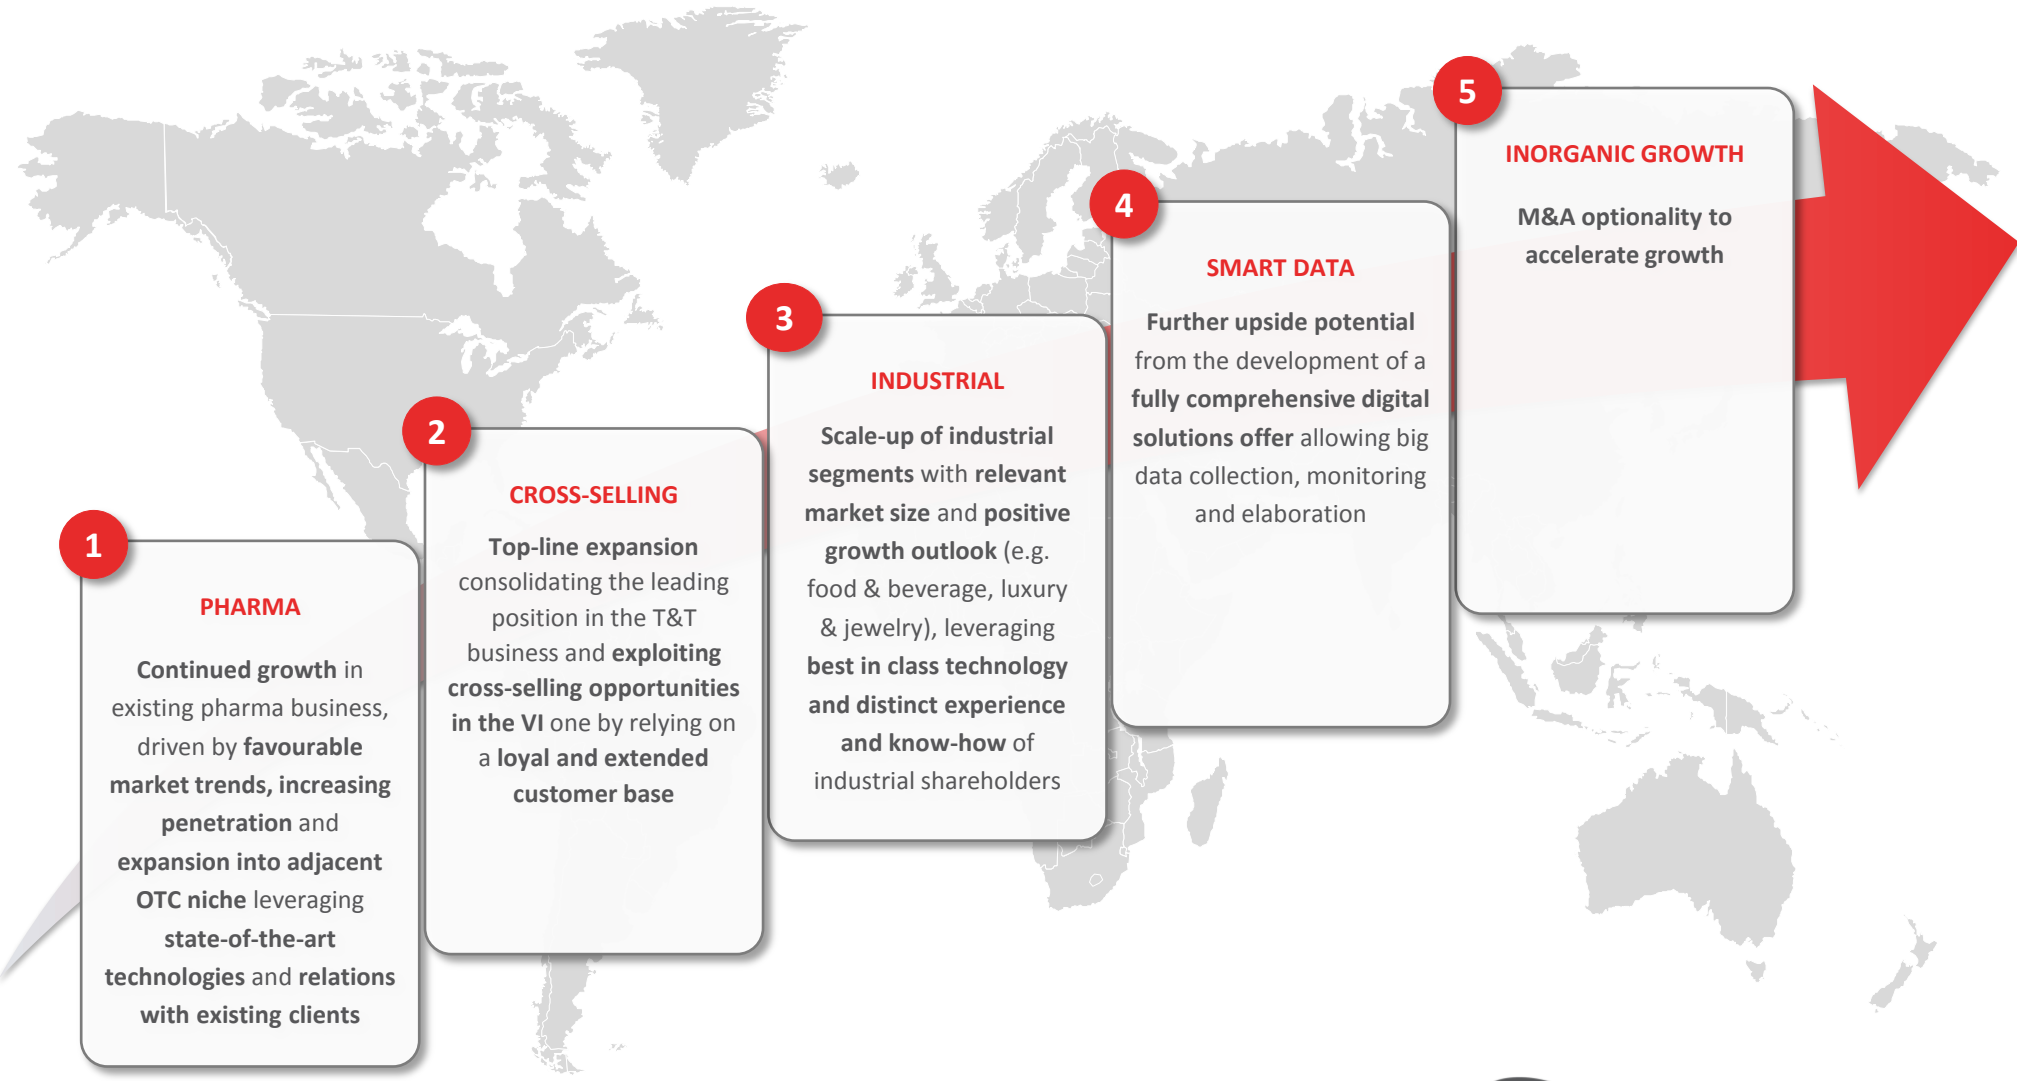 1
PHARMA
Continued growth in
existing pharma business,
driven by favourable
market trends, increasing
penetration and
expansion into adjacent
OTC niche leveraging
state-of-the-art
technologies and relations
with existing clients
2
CROSS-SELLING
Top-line expansion
consolidating the leading
position in the T&T
business and exploiting
cross-selling opportunities
in the VI one by relying on
a loyal and extended
customer base
3
INDUSTRIAL
Scale-up of industrial
segments with relevant
market size and positive
growth outlook (e.g.
food & beverage, luxury
& jewelry), leveraging
best in class technology
and distinct experience
and know-how of
industrial shareholders
4
SMART DATA
Further upside potential
from the development of a
fully comprehensive digital
solutions offer allowing big
data collection, monitoring
and elaboration
5
INORGANIC GROWTH
M&A optionality to
accelerate growth